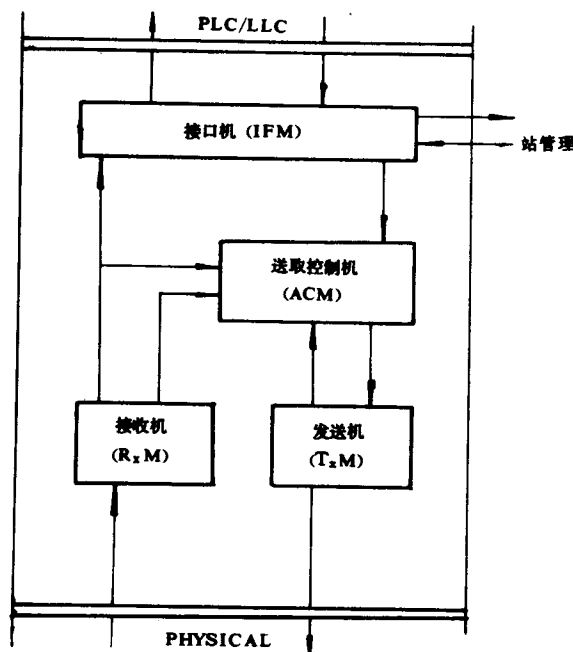 PLC/LLC
接口机 (IFM)
站管理
送取控制机
(ACM)
接收机
(RxM)
发送机
(TxM)
PHYSICAL